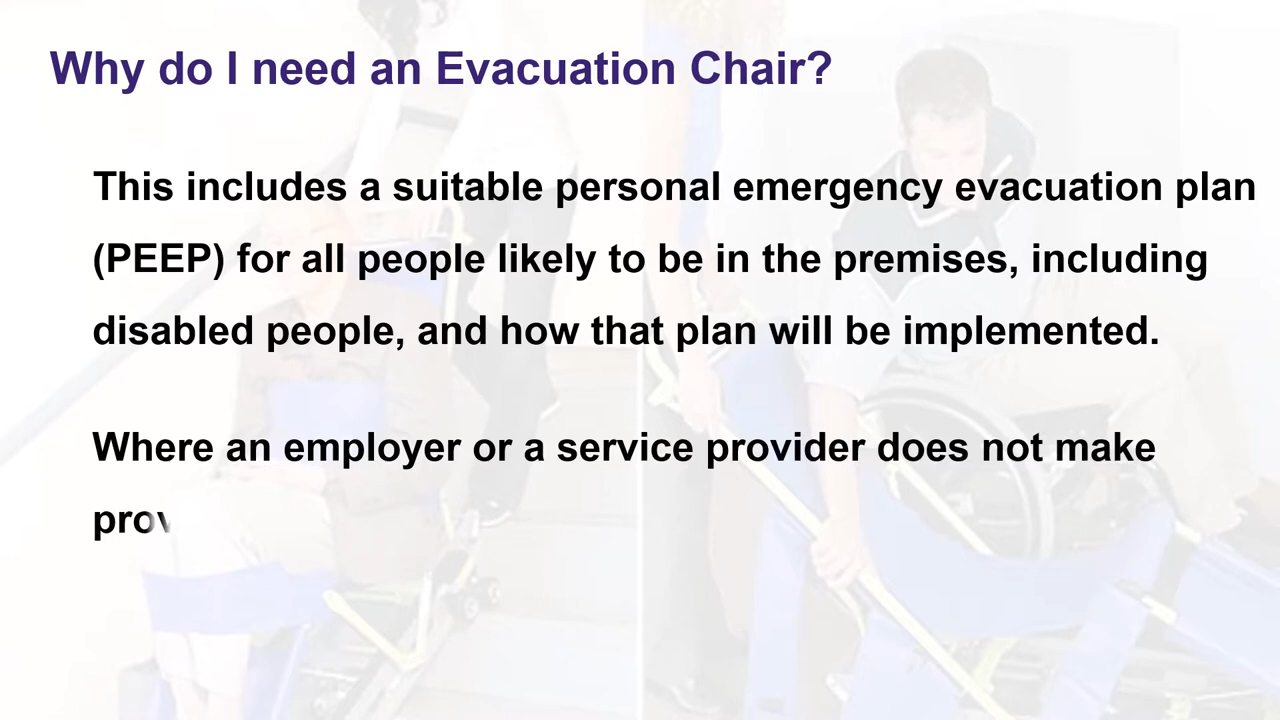 Why do I need an Evacuation Chair?
This includes a suitable personal emergency evacuation plan
(PEEP) for all people likely to be in the premises, including
disabled people, and how that plan will be implemented.
Where an employer or a service provider does not make